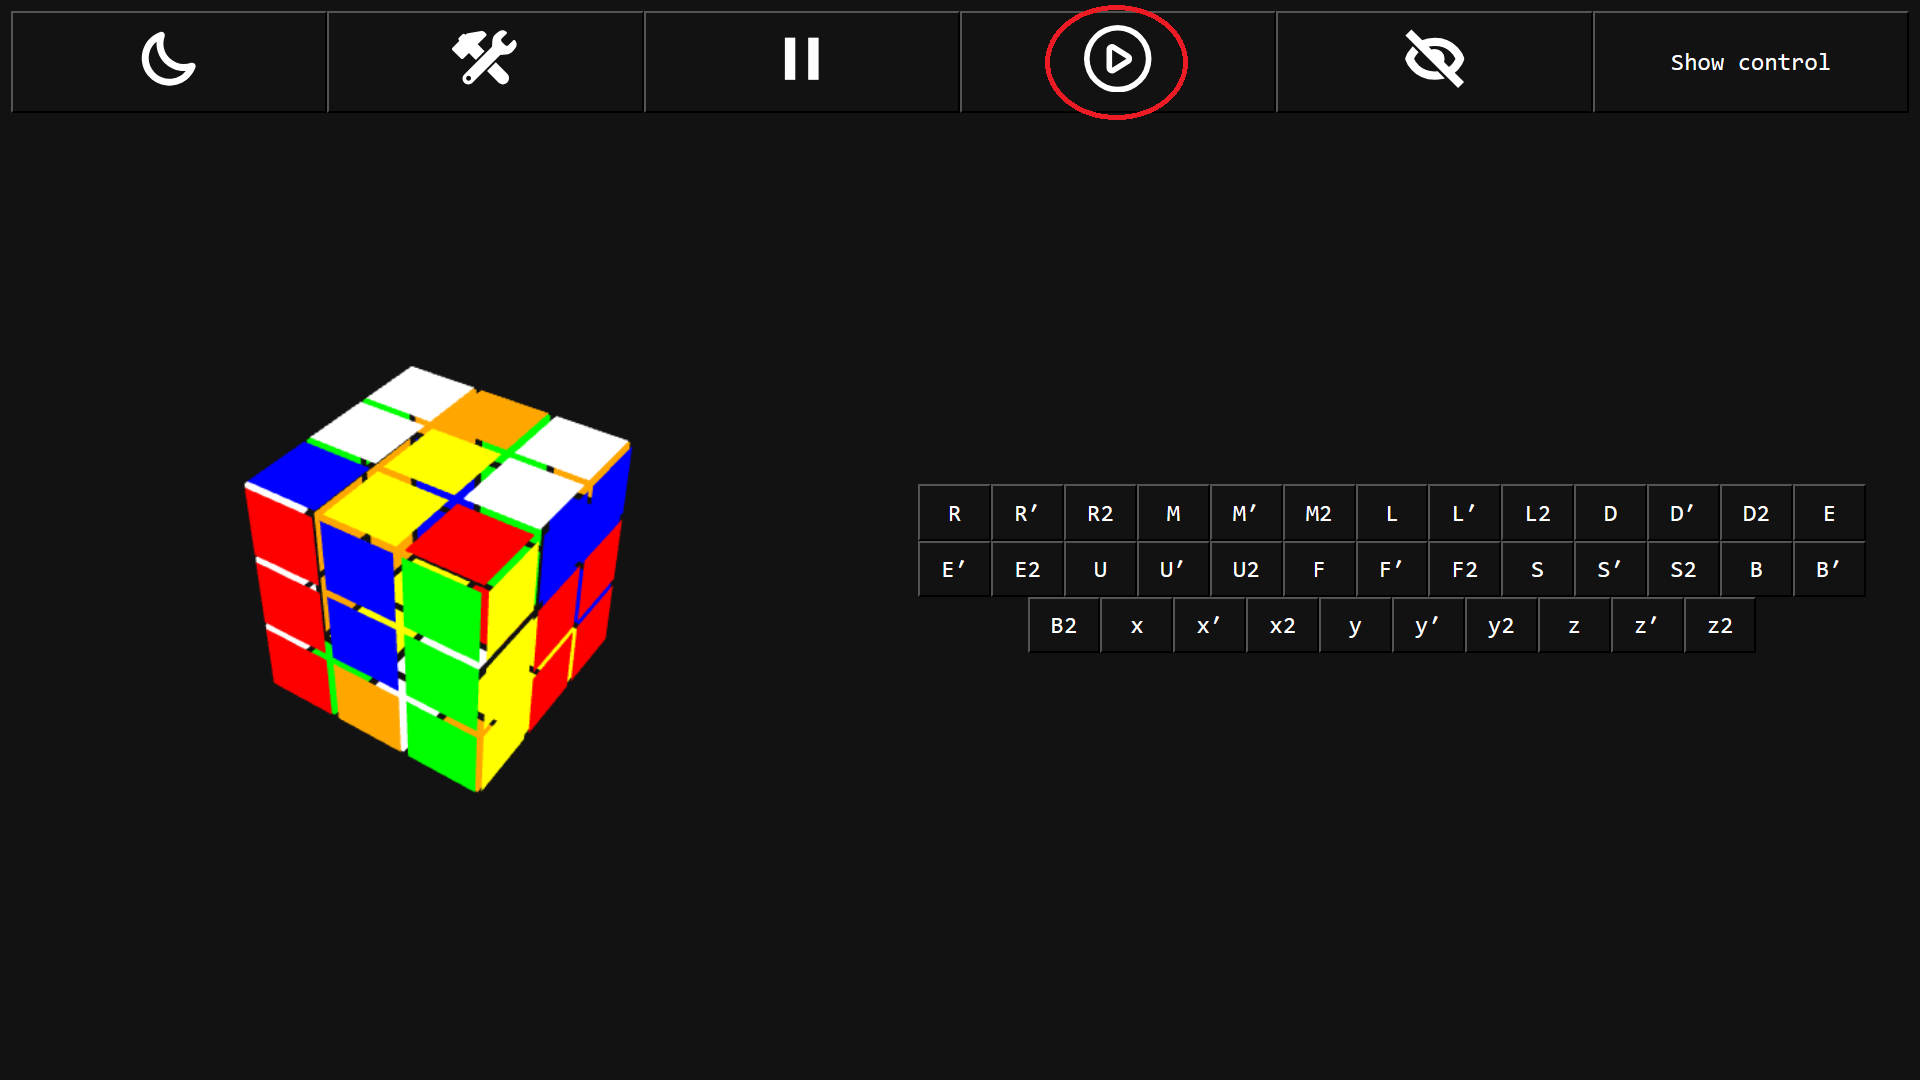 Show control
R R’ R2 M M’ M2 L L’ L2 D D’ D2 E
E’ E2 U U’ U2 F F’ F2 S S’ S2 B B’
B2 x x’ x2 y y’ y2 z z’ z2